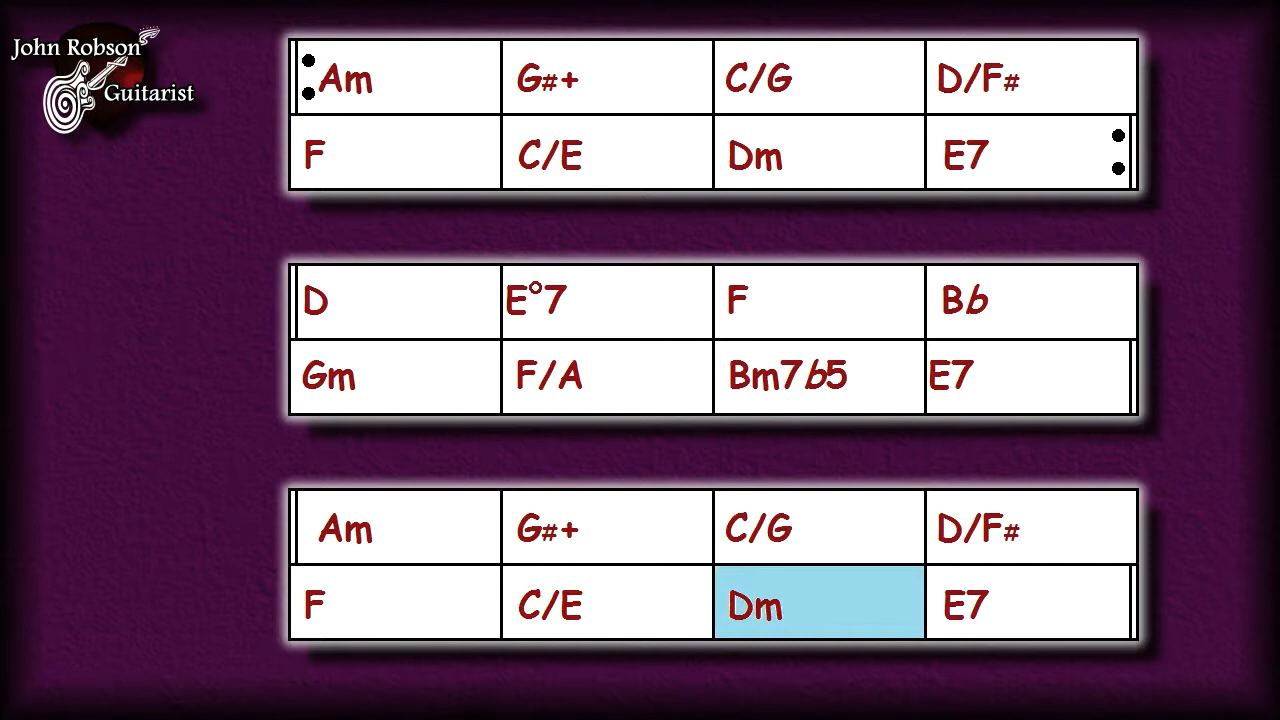 John Robson
Guitarist
Am G#+ C/G D/F#
F C/E Dm E7
D E°7 F Bb
Gm F/A Bm7b5 E7
Am G#+ C/G D/F#
F C/E Dm E7